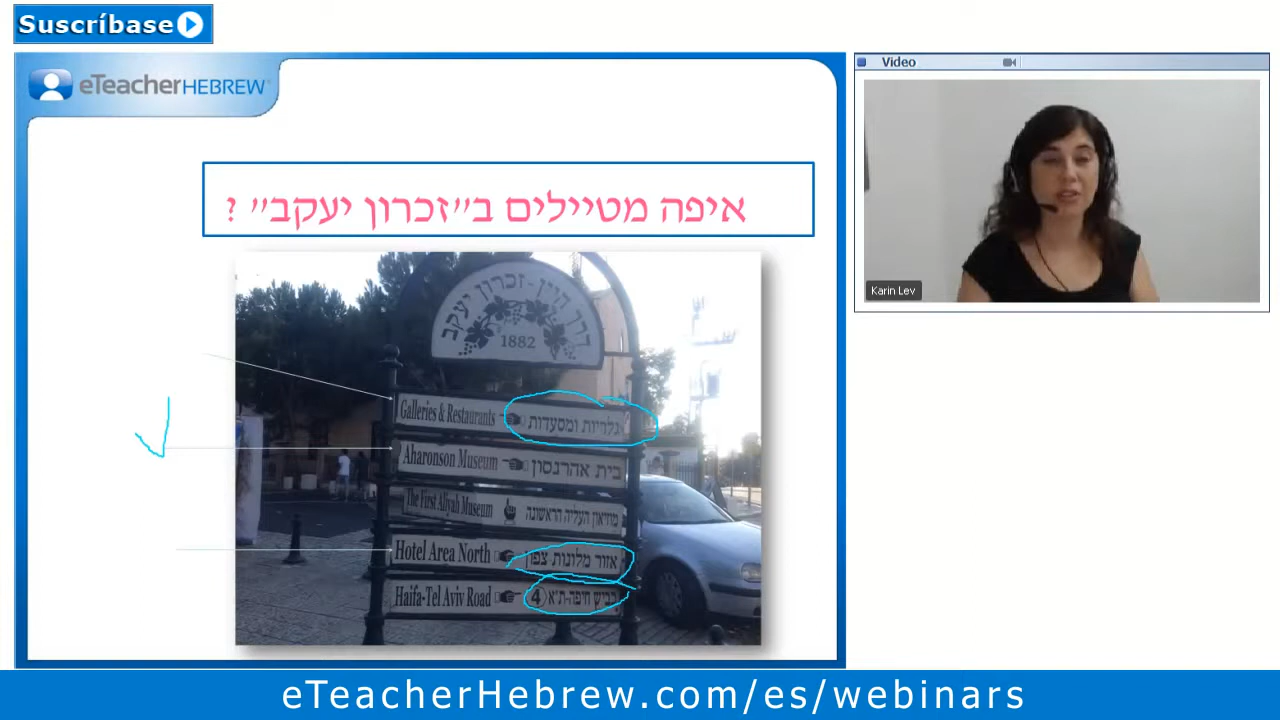 Suscríbase
eTeacherHEBREW
Video
איפה מטיילים ב״זכרון יעקב״ ?
דרך היין-זכרון יעקב
1882
Galleries & Restaurants גלריות ומסעדות
Aharonson Museum בית אהרנסון
The First Aliyah Museum מוזיאון העליה הראשונה
Hotel Area North אזור מלונות צפון
Haifa-Tel Aviv Road 4 כביש חיפה-ת״א
Karin Lev
eTeacherHebrew.com/es/webinars